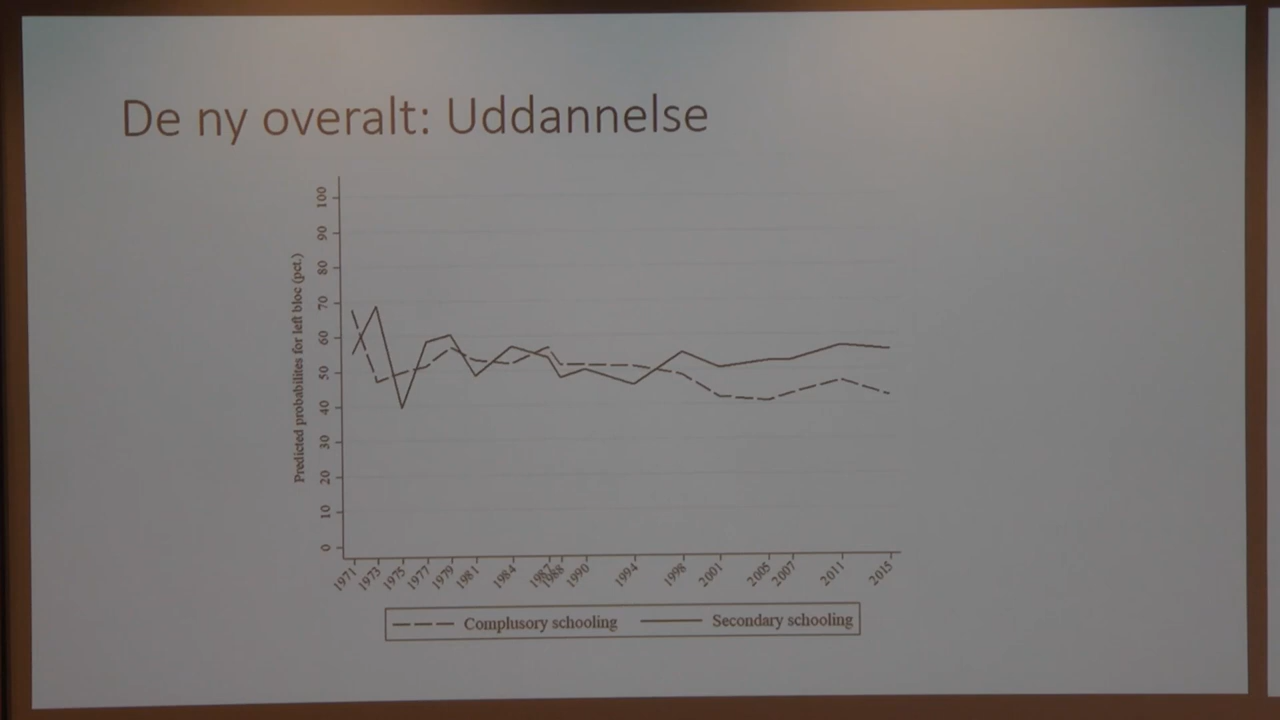 De ny overalt: Uddannelse
Predicted probabilites for left bloc (pct.)
100
90
80
70
60
50
40
30
20
10
0
1971 1973 1975 1977 1979 1981 1984 1987 1988 1990 1994 1998 2001 2005 2007 2011 2015
Complusory schooling Secondary schooling